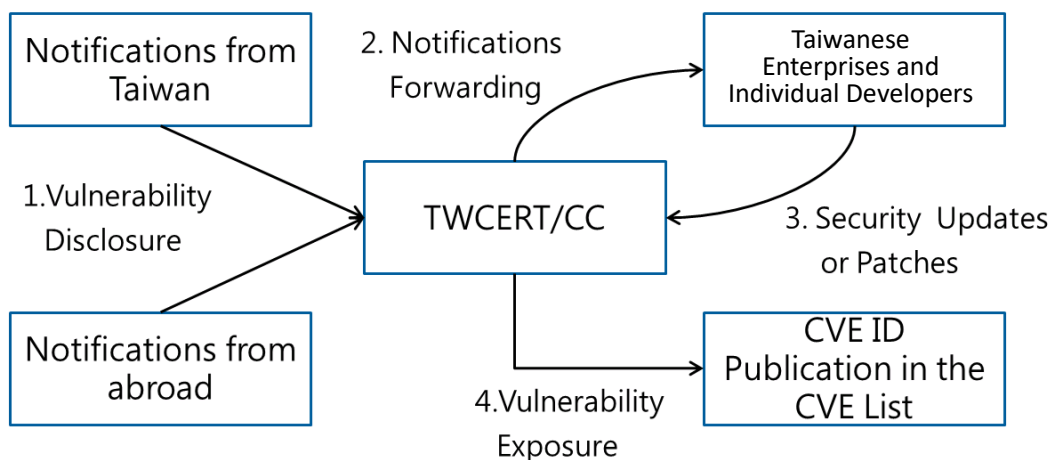 Notifications from
Taiwan
2. Notifications
Forwarding
Taiwanese
Enterprises and
Individual Developers
1.Vulnerability
Disclosure
TWCERT/CC
3. Security Updates
or Patches
Notifications from
abroad
4.Vulnerability
Exposure
CVE ID
Publication in the
CVE List